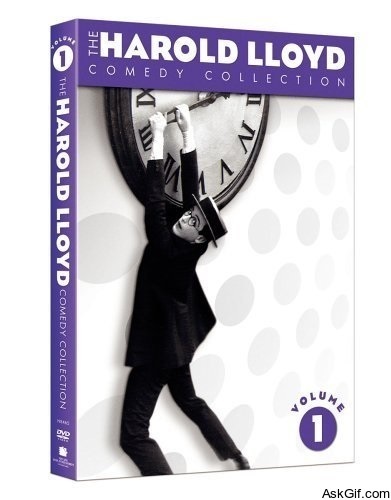 THE
HAROLD LLOYD
COMEDY COLLECTION
VOLUME
1
THE
HAROLD LLOYD
COMEDY COLLECTION
DVD
VOLUME
1
AskGif.com